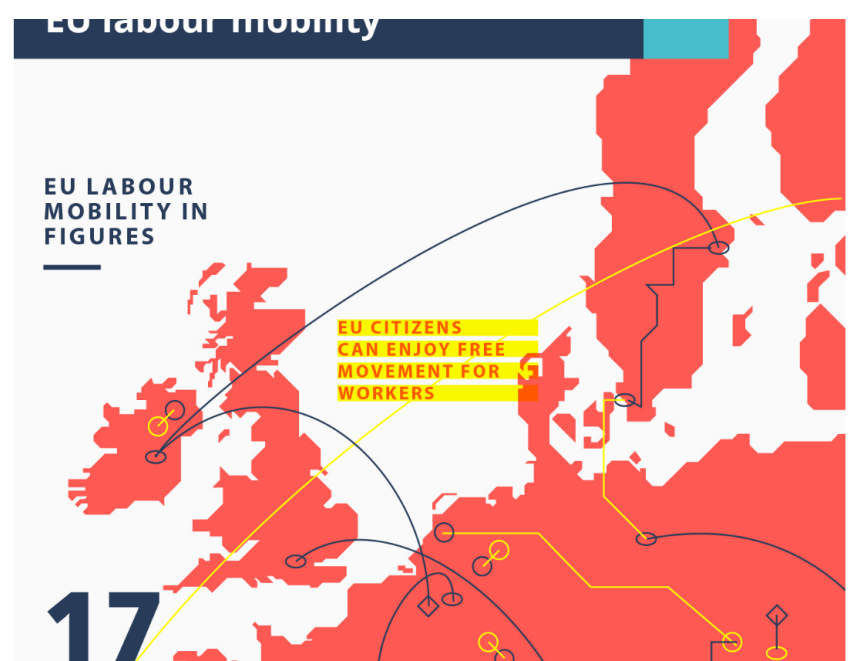 EU labour mobility
EU LABOUR
MOBILITY IN
FIGURES
EU CITIZENS
CAN ENJOY FREE
MOVEMENT FOR
WORKERS
17